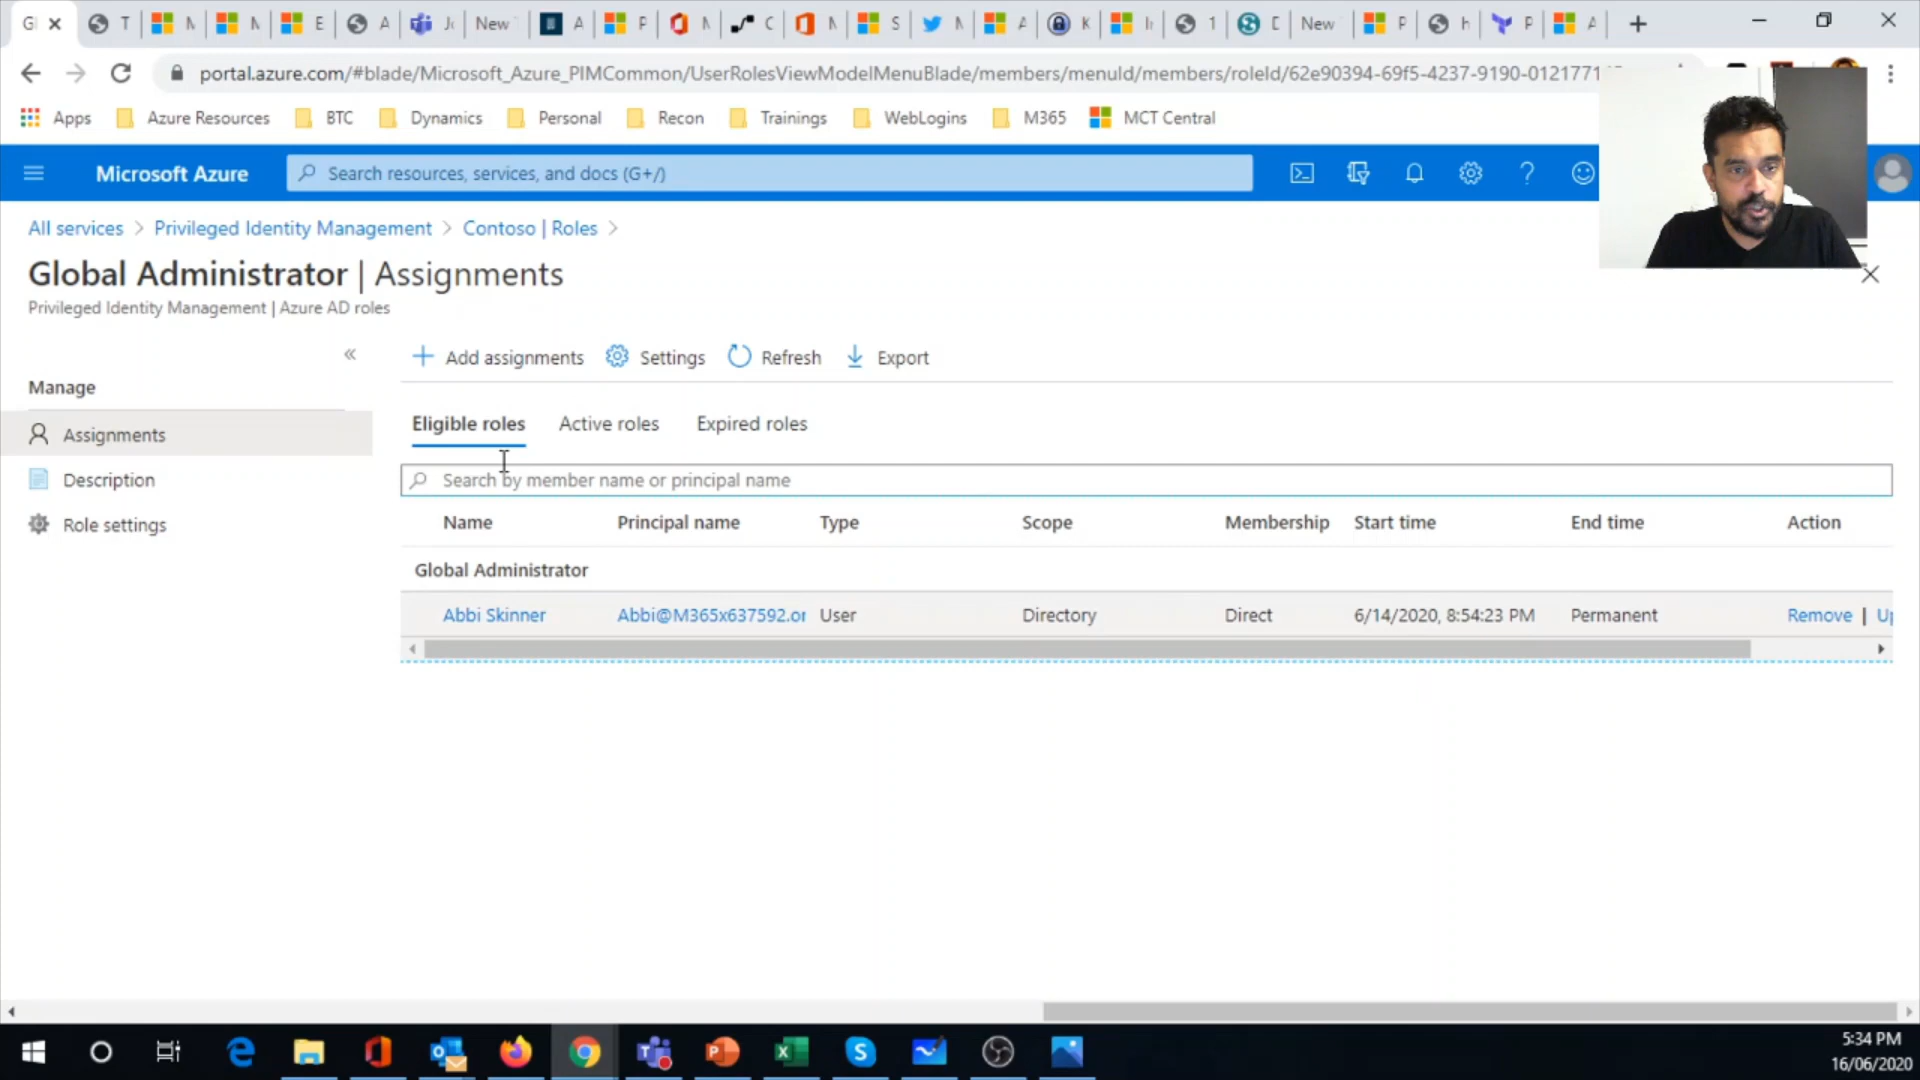 G
T
M
M
E
A
Jo
New
A
P
M
C
M
S
M
A
K
I
1
D
New
P
h
P
A
portal.azure.com/#blade/Microsoft_Azure_PIMCommon/UserRolesViewModelMenuBlade/members/menuId/members/roleId/62e90394-69f5-4237-9190-0121771
Apps
Azure Resources
BTC
Dynamics
Personal
Recon
Trainings
WebLogins
M365
MCT Central
Microsoft Azure
Search resources, services, and docs (G+/)
All services > Privileged Identity Management > Contoso | Roles >
Global Administrator | Assignments
Privileged Identity Management | Azure AD roles
Add assignments
Settings
Refresh
Export
Manage
Assignments
Description
Role settings
Eligible roles
Active roles
Expired roles
Search by member name or principal name
Name Principal name Type Scope Membership Start time End time Action
Global Administrator
Abbi Skinner Abbi@M365x637592.or User Directory Direct 6/14/2020, 8:54:23 PM Permanent Remove | Up
5:34 PM
16/06/2020